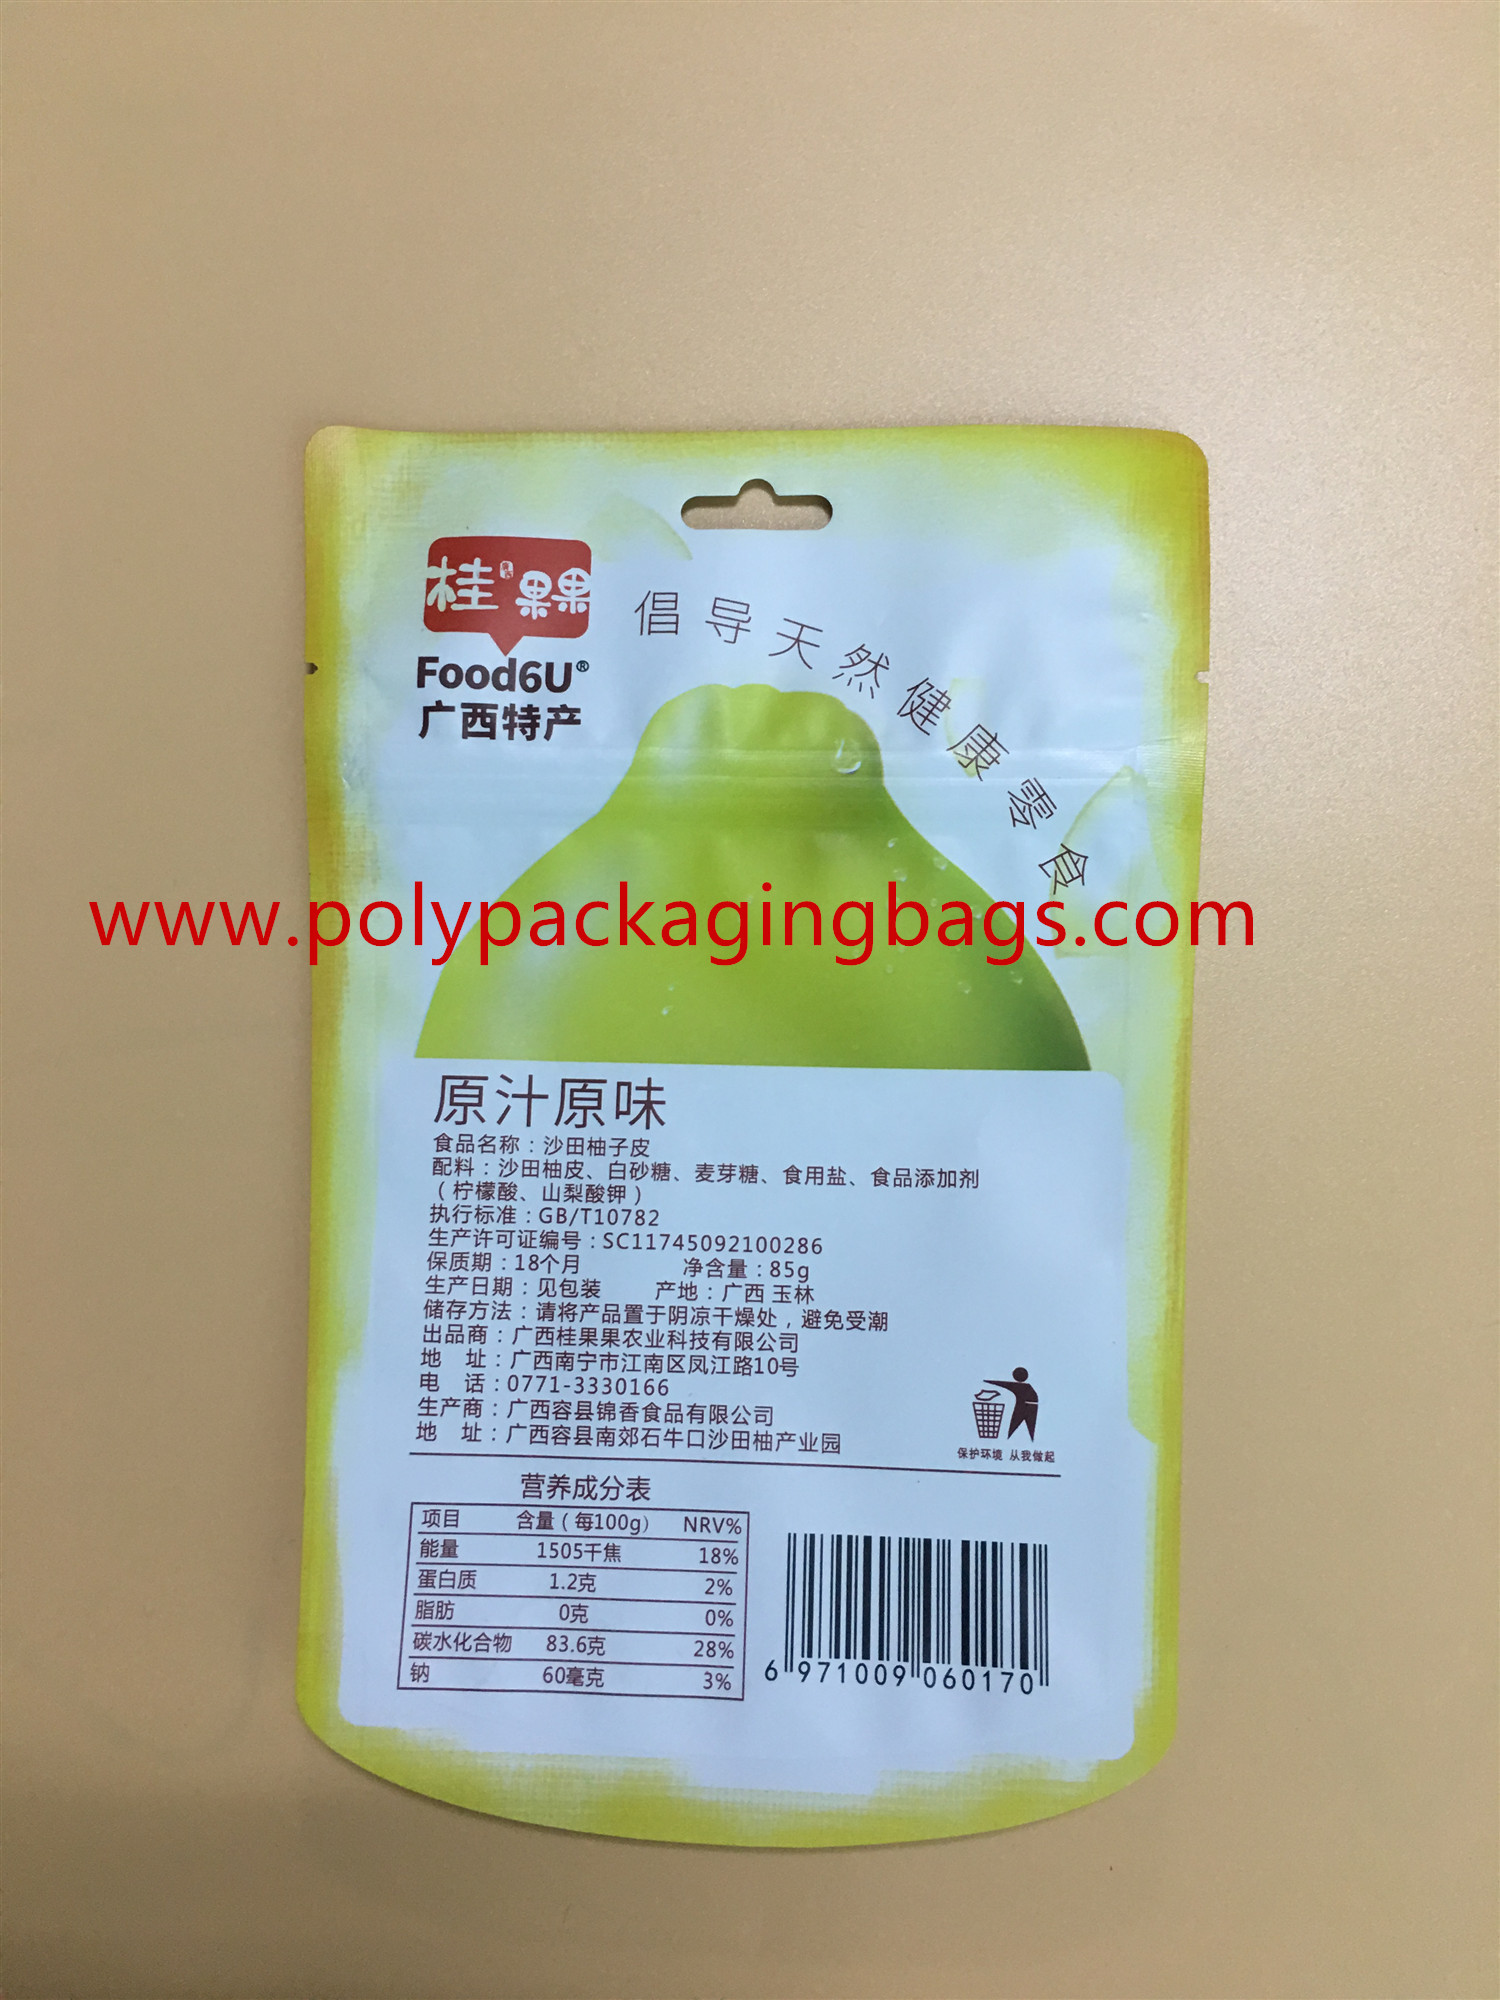 桂果果
Food6U®
广西特产
倡导天然健康零食
www.polypackagingbags.com
原汁原味
食品名称：沙田柚子皮
配料：沙田柚皮、白砂糖、麦芽糖、食用盐、食品添加剂
（柠檬酸、山梨酸钾）
执行标准：GB/T10782
生产许可证编号：SC11745092100286
保质期：18个月 净含量：85g
生产日期：见包装 产地：广西 玉林
储存方法：请将产品置于阴凉干燥处，避免受潮
出品商：广西桂果果农业科技有限公司
地 址：广西南宁市江南区凤江路10号
电 话：0771-3330166
生产商：广西容县锦香食品有限公司
地 址：广西容县南郊石牛口沙田柚产业园
保护环境 从我做起
营养成分表
项目 含量（每100g） NRV%
能量 1505千焦 18%
蛋白质 1.2克 2%
脂肪 0克 0%
碳水化合物 83.6克 28%
钠 60毫克 3%
6 971009 060170